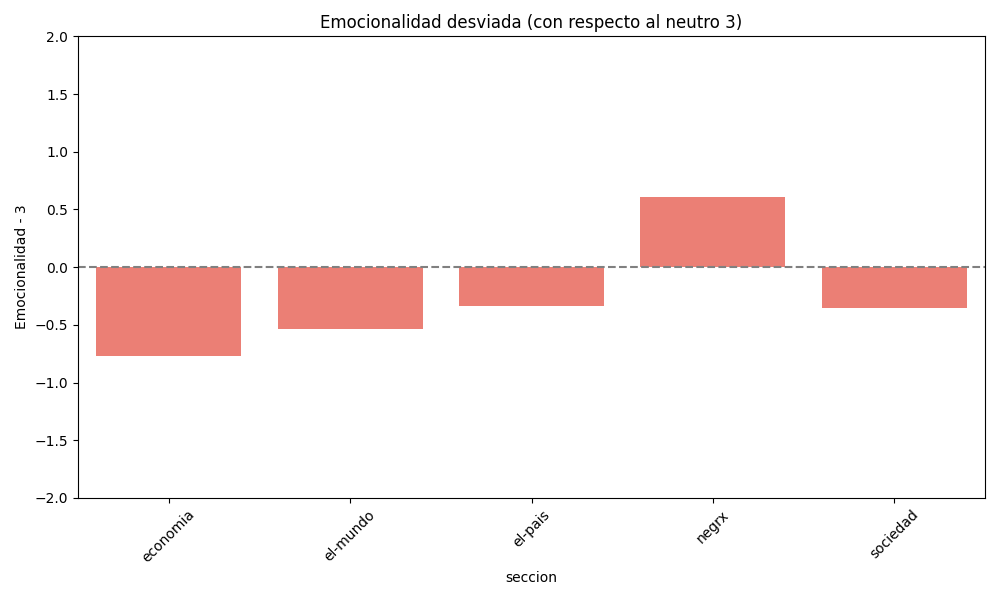 Emocionalidad desviada (con respecto al neutro 3)
2.0
1.5
1.0
0.5
0.0
−0.5
−1.0
−1.5
−2.0
Emocionalidad - 3
economia
el-mundo
el-pais
negrx
sociedad
seccion